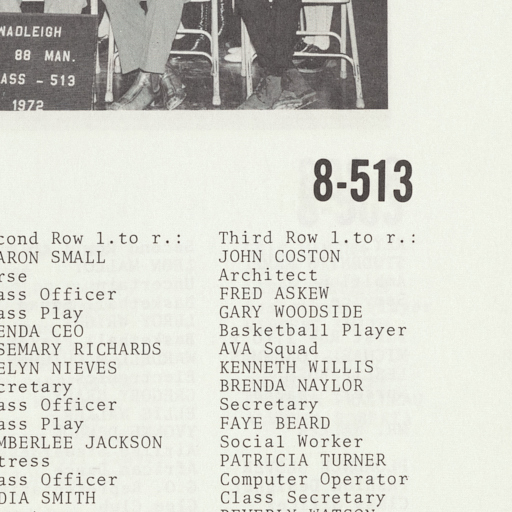 WADLEIGH
88 MAN.
ASS - 513
1972
8-513
cond Row l.to r.:
ARON SMALL
rse
ass Officer
ass Play
ENDA CEO
SEMARY RICHARDS
ELYN NIEVES
cretary
ass Officer
ass Play
MBERLEE JACKSON
tress
ass Officer
DIA SMITH
Third Row l.to r.:
JOHN COSTON
Architect
FRED ASKEW
GARY WOODSIDE
Basketball Player
AVA Squad
KENNETH WILLIS
BRENDA NAYLOR
Secretary
FAYE BEARD
Social Worker
PATRICIA TURNER
Computer Operator
Class Secretary
BEVERLY WATSON